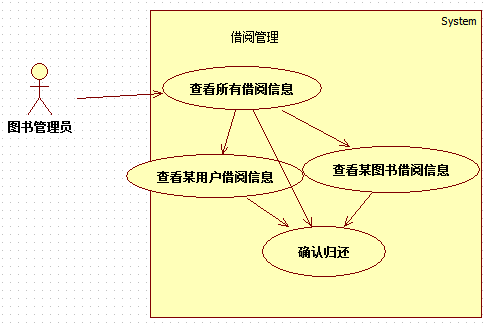 System
借阅管理
查看所有借阅信息
图书管理员
查看某用户借阅信息
查看某图书借阅信息
确认归还